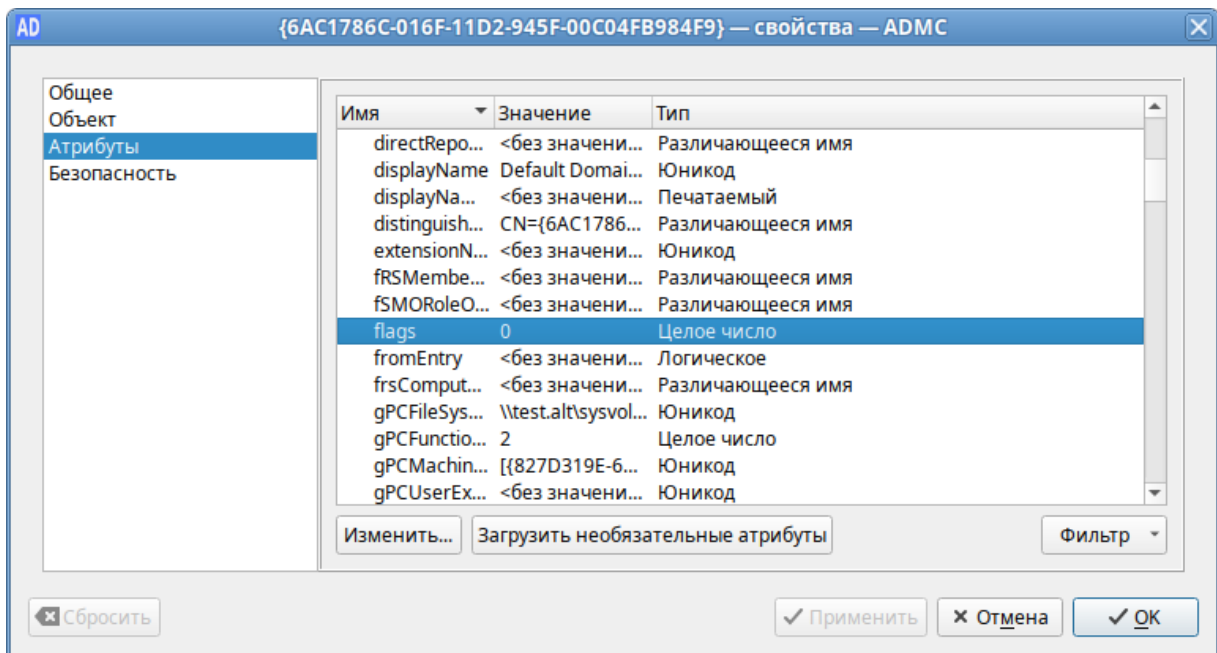 AD {6AC1786C-016F-11D2-945F-00C04FB984F9} — свойства — ADMC
Общее
Объект
Атрибуты
Безопасность
Имя Значение Тип
directRepo... <без значени... Различающееся имя
displayName Default Domai... Юникод
displayNa... <без значени... Печатаемый
distinguish... CN={6AC1786... Различающееся имя
extensionN... <без значени... Юникод
fRSMembe... <без значени... Различающееся имя
fSMORoleO... <без значени... Различающееся имя
flags 0 Целое число
fromEntry <без значени... Логическое
frsComput... <без значени... Различающееся имя
gPCFileSys... \\test.alt\sysvol... Юникод
gPCFunctio... 2 Целое число
gPCMachin... [{827D319E-6... Юникод
gPCUserEx... <без значени... Юникод
Изменить... Загрузить необязательные атрибуты Фильтр
Сбросить Применить Отмена OK